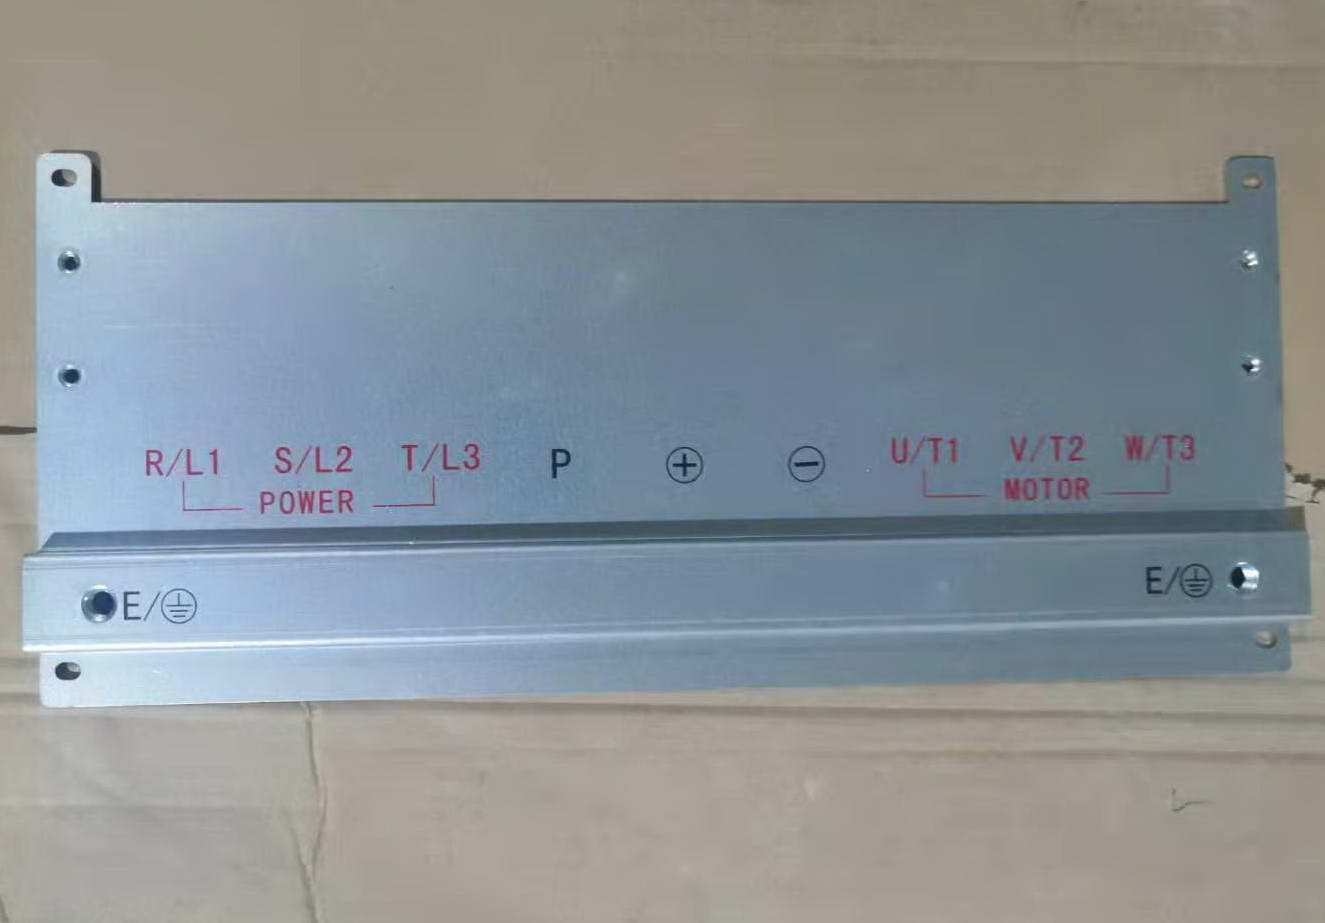 R/L1 S/L2 T/L3 P ⊕ ⊖ U/T1 V/T2 W/T3
POWER MOTOR
E/⏚ E/⏚